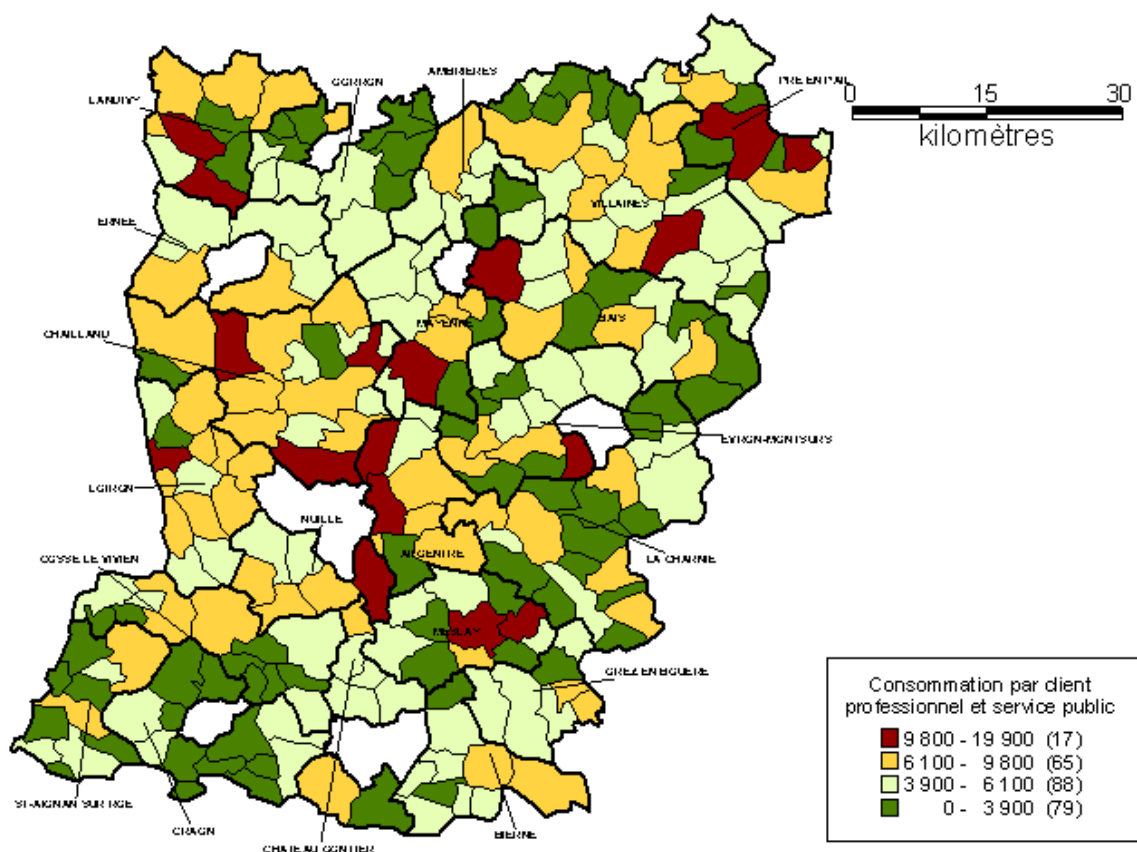 GORRON
AMBRIERES
PRE EN PAIL
LANDIVY
0 15 30
kilomètres
VILLAINES
ERNEE
MAYENNE
BAIS
CHAILLAND
EVRON-MONTSURS
LOIRON
NUILLE
ARGENTRE
COSSE LE VIVIEN
LA CHARNIE
MESLAY
GREZ EN BOUERE
Consommation par client
professionnel et service public
9 800 - 19 900 (17)
6 100 - 9 800 (65)
3 900 - 6 100 (88)
0 - 3 900 (79)
ST-AIGNAN SUR ROE
CRAON
BIERNE
CHATEAU GONTIER